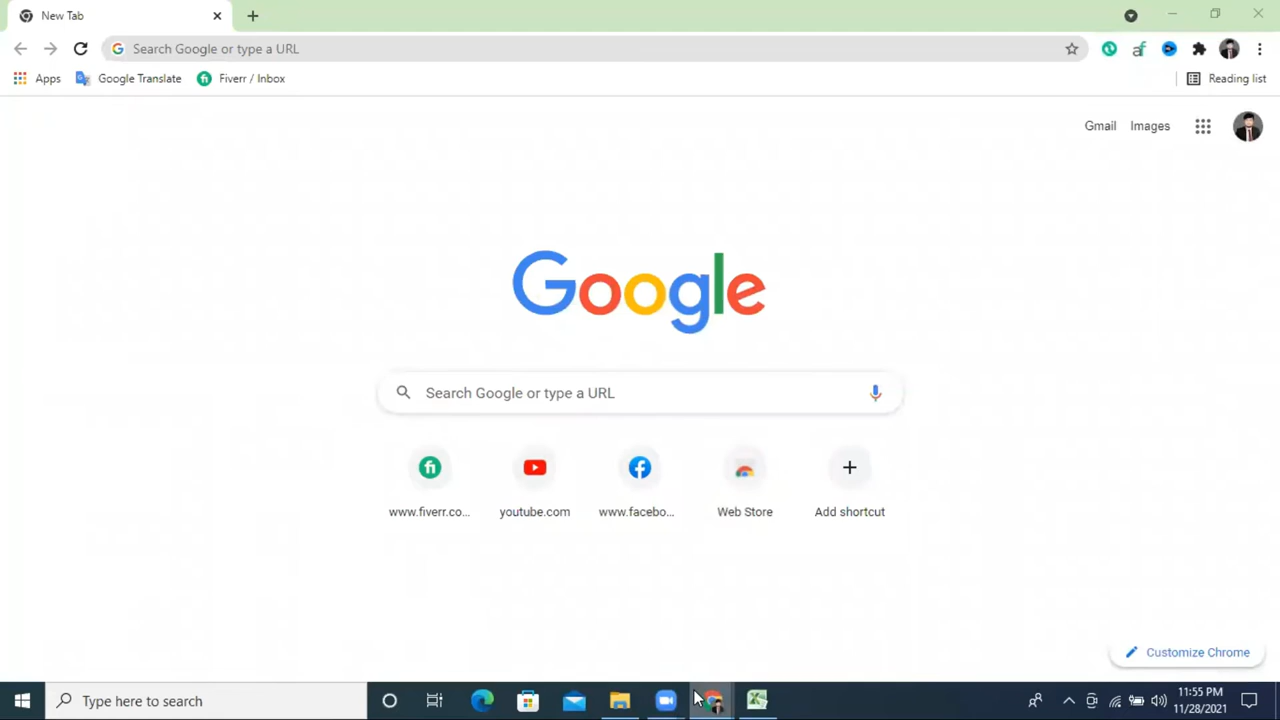 New Tab
Search Google or type a URL
Apps Google Translate Fiverr / Inbox Reading list
Gmail Images
Google
Search Google or type a URL
www.fiverr.co... youtube.com www.facebo... Web Store Add shortcut
Customize Chrome
Type here to search
11:55 PM
11/28/2021